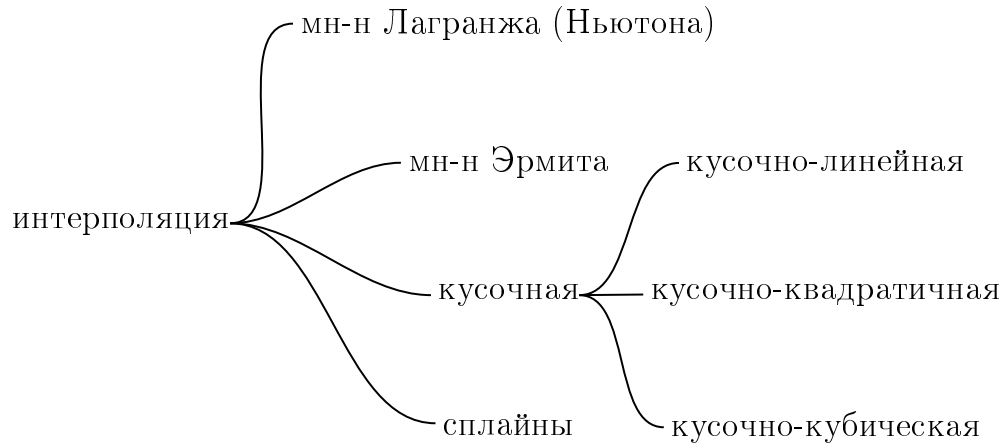 мн-н Лагранжа (Ньютона)
мн-н Эрмита
кусочно-линейная
интерполяция
кусочная
кусочно-квадратичная
сплайны
кусочно-кубическая